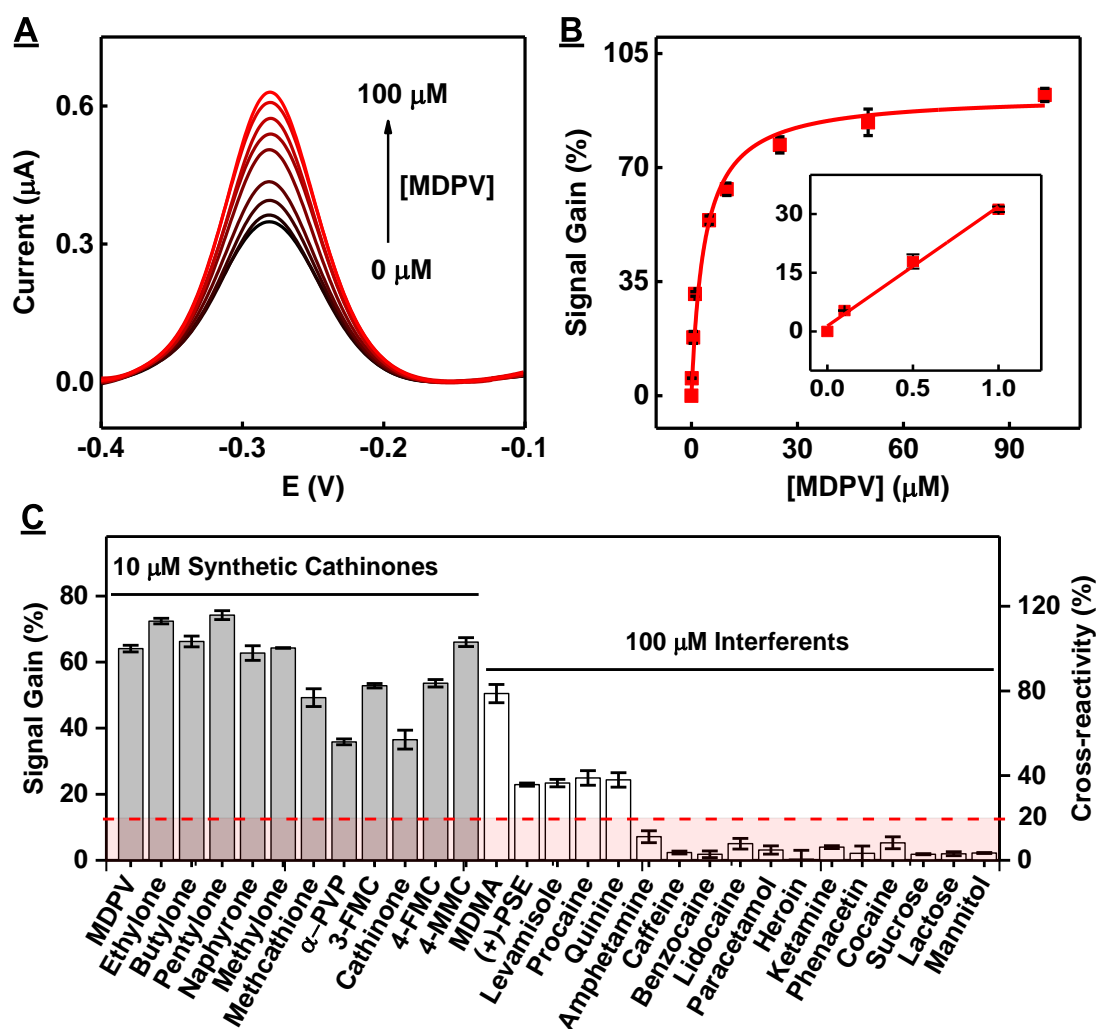 A
100 μM
[MDPV]
0 μM
0.6
0.3
0.0
Current (μA)
-0.4
-0.3
-0.2
-0.1
E (V)
B
105
70
35
0
Signal Gain (%)
30
15
0
0.0
0.5
1.0
0
30
60
90
[MDPV] (μM)
C
10 μM Synthetic Cathinones
100 μM Interferents
80
60
40
20
0
Signal Gain (%)
120
80
40
20
0
Cross-reactivity (%)
MDPV
Ethylone
Butylone
Pentylone
Naphyrone
Methylone
Methcathione
α−PVP
3-FMC
Cathinone
4-FMC
4-MMC
MDMA
(+)-PSE
Levamisole
Procaine
Quinine
Amphetamine
Caffeine
Benzocaine
Lidocaine
Paracetamol
Heroin
Ketamine
Phenacetin
Cocaine
Sucrose
Lactose
Mannitol